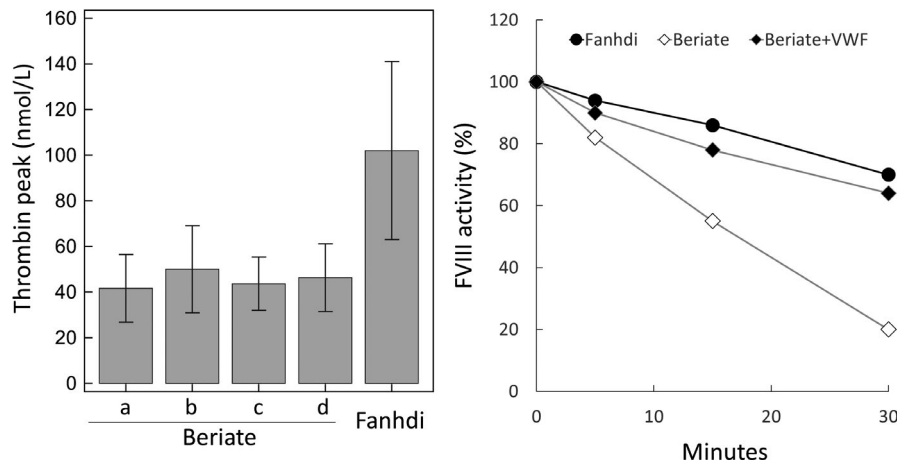 Thrombin peak (nmol/L)
160
140
120
100
80
60
40
20
0
a b c d
Beriate
Fanhdi
FVIII activity (%)
120
100
80
60
40
20
0
Fanhdi Beriate Beriate+VWF
0 10 20 30
Minutes